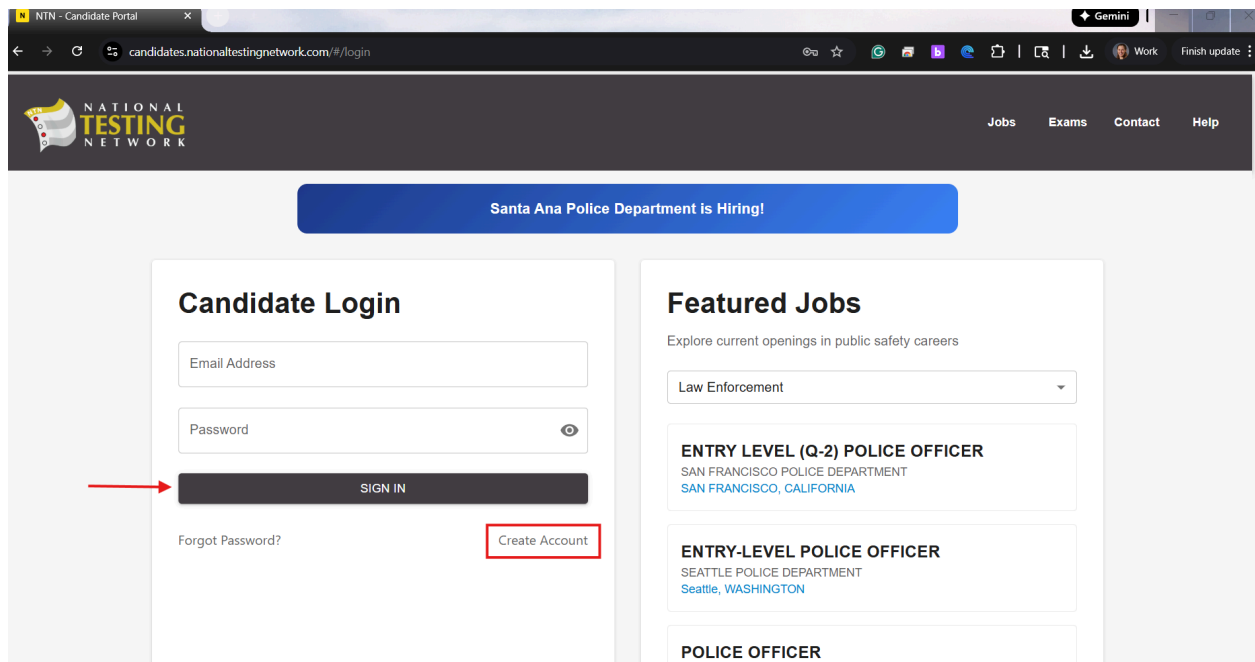 N NTN - Candidate Portal
Gemini
candidates.nationaltestingnetwork.com/#/login
Work
Finish update
NTN
NATIONAL
TESTING
NETWORK
Jobs Exams Contact Help
Santa Ana Police Department is Hiring!
Candidate Login
Email Address
Password
SIGN IN
Forgot Password?
Create Account
Featured Jobs
Explore current openings in public safety careers
Law Enforcement
ENTRY LEVEL (Q-2) POLICE OFFICER
SAN FRANCISCO POLICE DEPARTMENT
SAN FRANCISCO, CALIFORNIA
ENTRY-LEVEL POLICE OFFICER
SEATTLE POLICE DEPARTMENT
Seattle, WASHINGTON
POLICE OFFICER